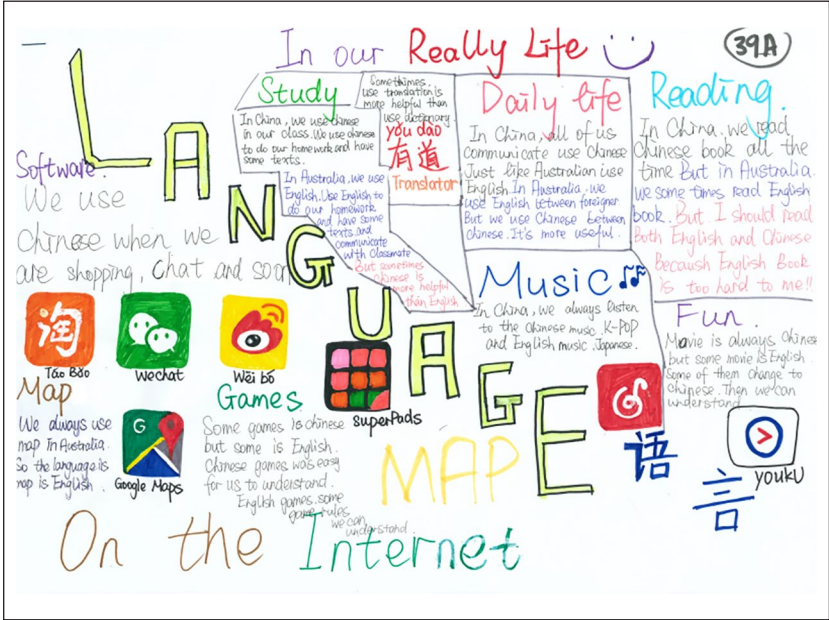 In our Really Life
39A
LANGUAGE
MAP
语言
Study
In China, we use Chinese
in our class. We use chinese
to do our homework and have
some texts.
In Australia, we use
English. Use English to
do our homework
and have some
texts and
communicate
with Classmate
But sometimes
chinese is
more helpful
than English
Somethimes.
use translation is
more helpful than
use dictionary.
yǒu dào
有道
Translator
Daily life
In China, all of us
communicate use Chinese
Just like Australian use
English. In Australia. we
use English between foreigner.
But we use Chinese between
Chinese. It's more useful.
Reading.
In China. we read
Chinese book all the
time But in Australia
we some times read English
book. But I should read
Both English and Chinese
Becaush English Book
is too hard to me!!
Music
In China, we always listen
to the Chinese music. K-POP
and English music. Japanese.
Fun.
Movie is always Chinese
but some movie is English.
Some of them change to
Chinese. Then we can
understand
YOUKU
Software.
We use
Chinese when we
are shopping, chat and so on
淘
Táo Bǎo
Wechat
Wēi bó
Map
We always use
map In Australia.
So the language is
map is English.
G
Google Maps
Games
Some games is chinese
but some is English.
Chinese games was easy
for us to understand.
English games. some
game rules
we can
understand
superPads
On the Internet